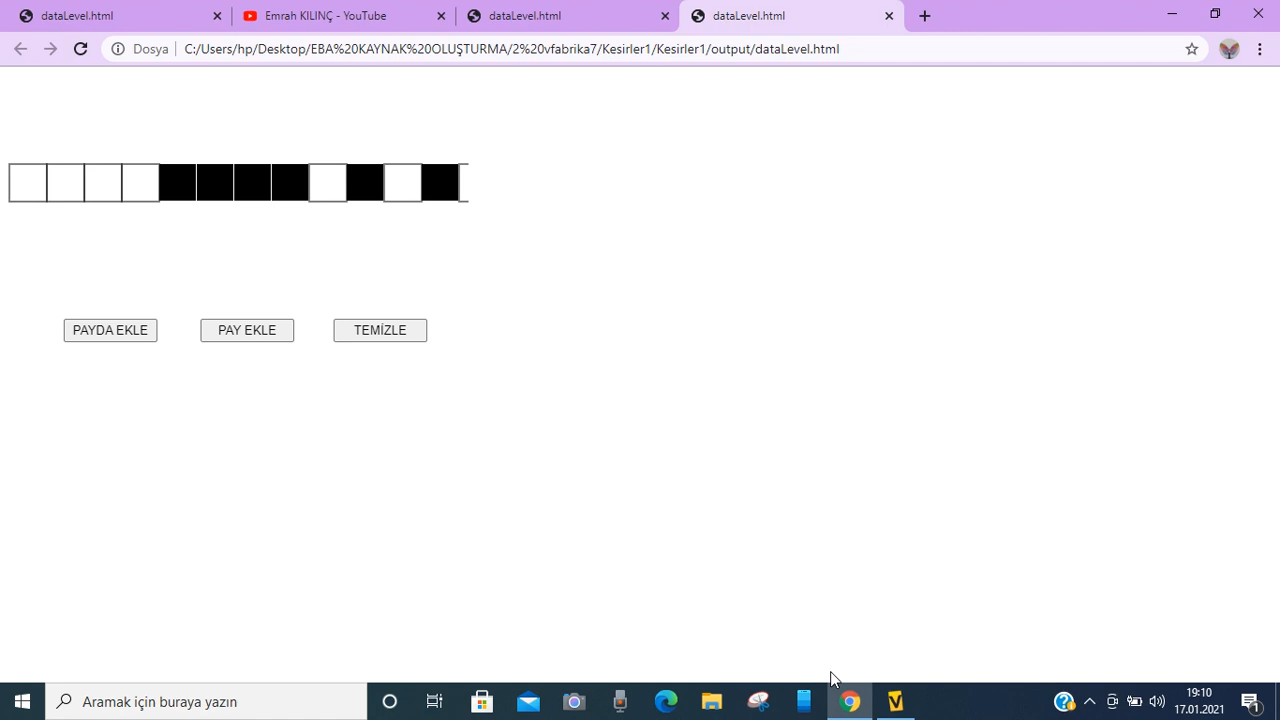 dataLevel.html
Emrah KILINÇ - YouTube
dataLevel.html
dataLevel.html
Dosya
C:/Users/hp/Desktop/EBA%20KAYNAK%20OLUŞTURMA/2%20vfabrika7/Kesirler1/Kesirler1/output/dataLevel.html
PAYDA EKLE
PAY EKLE
TEMİZLE
Aramak için buraya yazın
V
19:10
17.01.2021
1